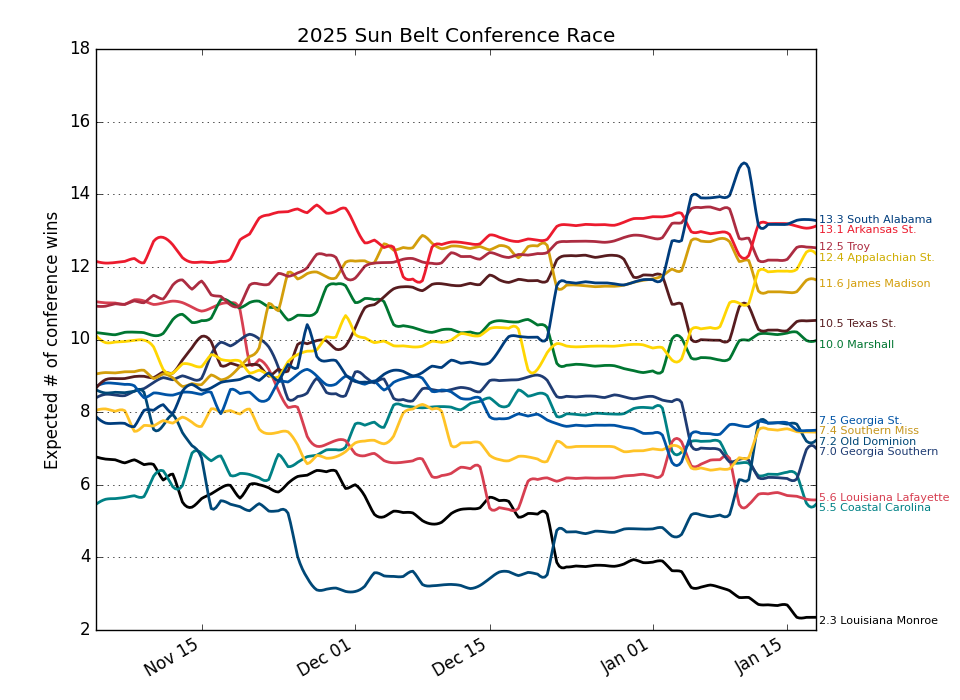 2025 Sun Belt Conference Race
Expected # of conference wins
18
16
14
12
10
8
6
4
2
Nov 15
Dec 01
Dec 15
Jan 01
Jan 15
13.3 South Alabama
13.1 Arkansas St.
12.5 Troy
12.4 Appalachian St.
11.6 James Madison
10.5 Texas St.
10.0 Marshall
7.5 Georgia St.
7.4 Southern Miss
7.2 Old Dominion
7.0 Georgia Southern
5.6 Louisiana Lafayette
5.5 Coastal Carolina
2.3 Louisiana Monroe